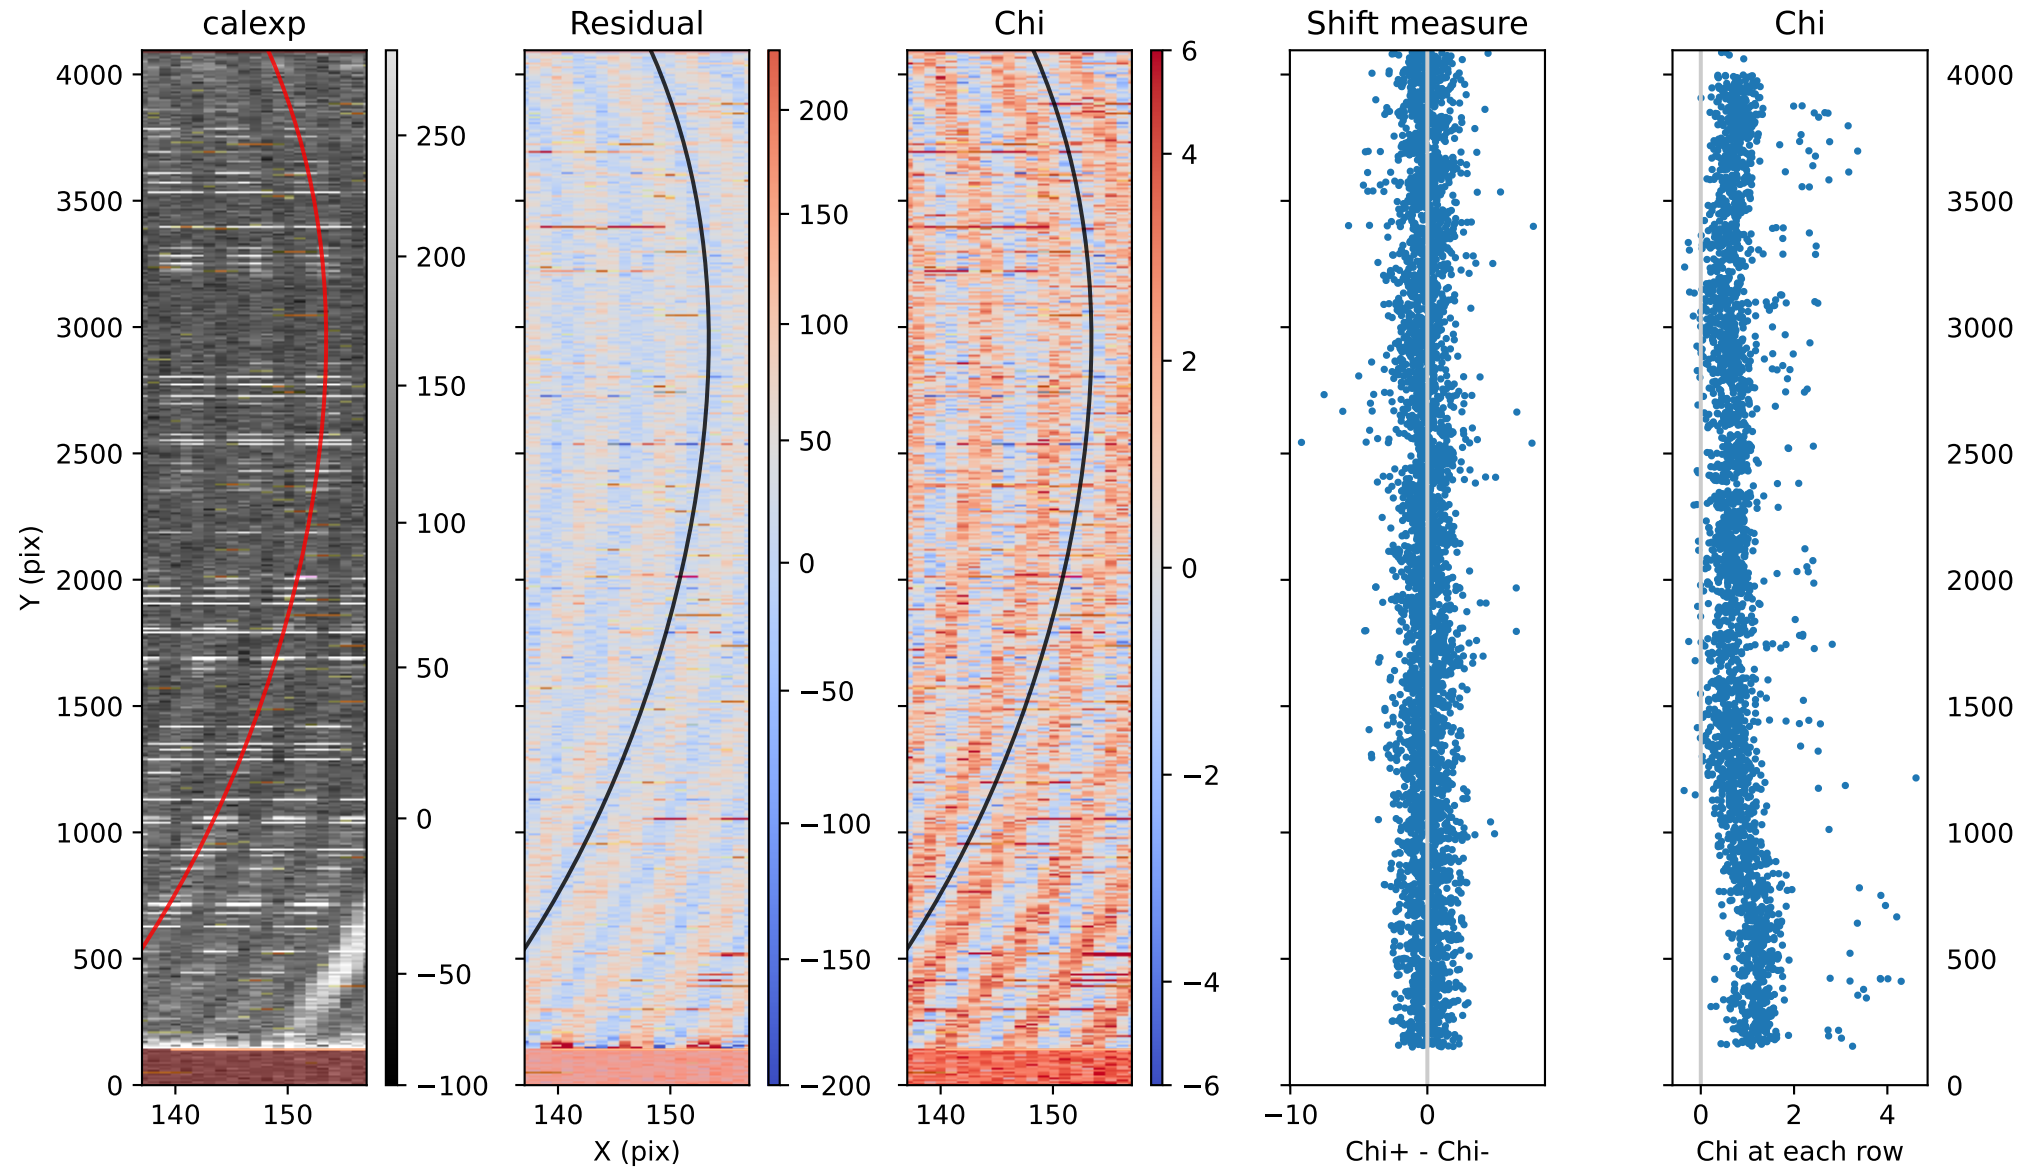 calexp Residual Chi Shift measure Chi
4000 250 200 6 4000
3500 200 150 4 3500
3000 150 100 2 3000
2500 100 50 0 2500
2000 50 0 −2 2000
1500 0 −50 −4 1500
1000 −50 −100 −6 1000
500 −100 −150 500
0 −200 0
Y (pix)
140 150 140 150 140 150 −10 0 0 2 4
X (pix) Chi+ - Chi- Chi at each row